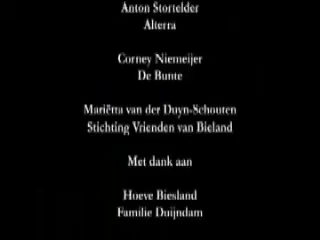 Anton Stortelder
Alterra
Corney Niemeijer
De Bunte
Mariëtta van der Duyn-Schouten
Stichting Vrienden van Bieland
Met dank aan
Hoeve Biesland
Familie Duijndam